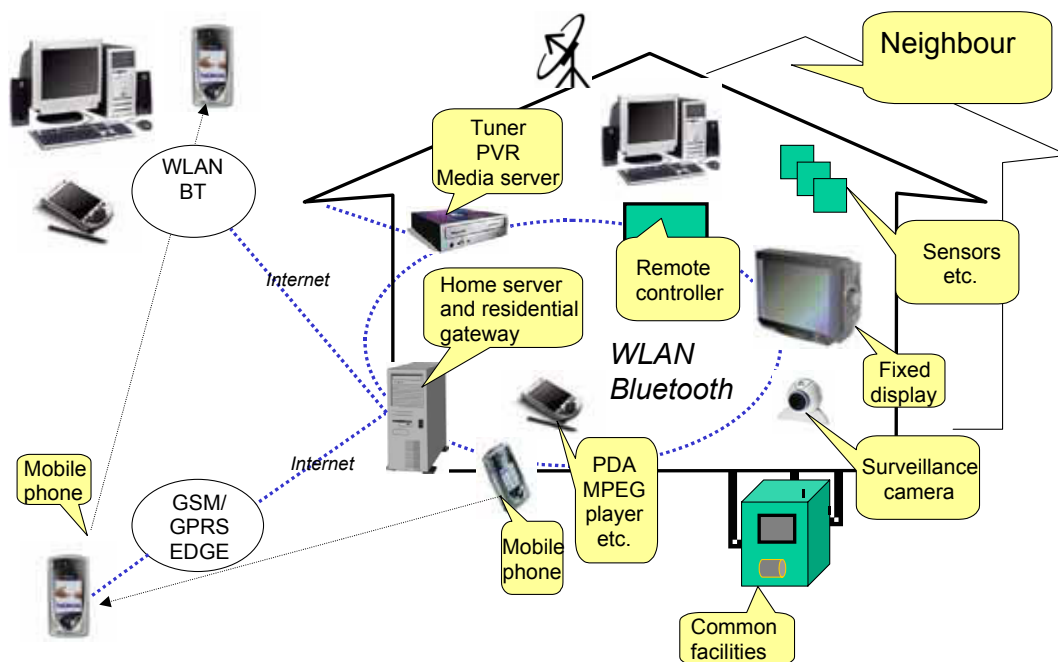 Neighbour
WLAN
BT
Tuner
PVR
Media server
Sensors
etc.
Remote
controller
Internet
Home server
and residential
gateway
WLAN
Bluetooth
Fixed
display
Internet
Mobile
phone
GSM/
GPRS
EDGE
PDA
MPEG
player
etc.
Surveillance
camera
Mobile
phone
Common
facilities